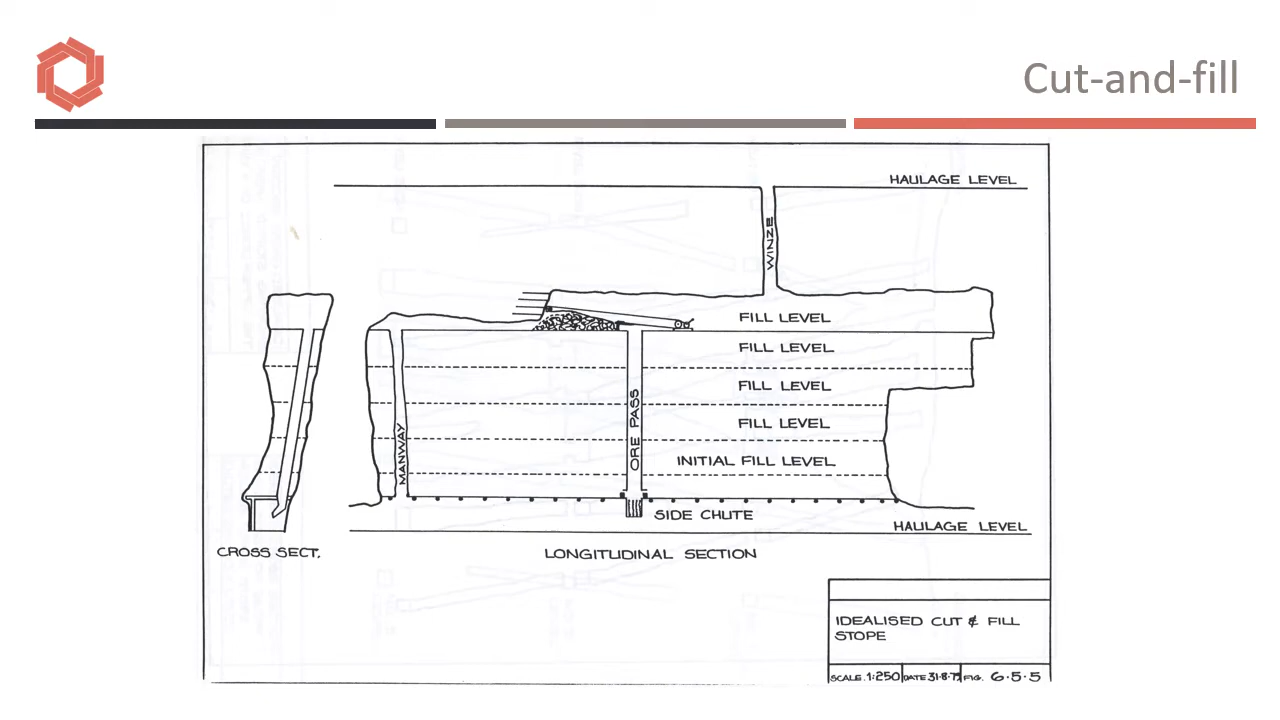 Cut-and-fill
HAULAGE LEVEL
WINZE
FILL LEVEL
FILL LEVEL
FILL LEVEL
FILL LEVEL
INITIAL FILL LEVEL
MANWAY
ORE PASS
SIDE CHUTE
HAULAGE LEVEL
CROSS SECT.
LONGITUDINAL SECTION
IDEALISED CUT & FILL
STOPE
SCALE. 1:250 DATE 31·8·77 FIG. 6·5·5